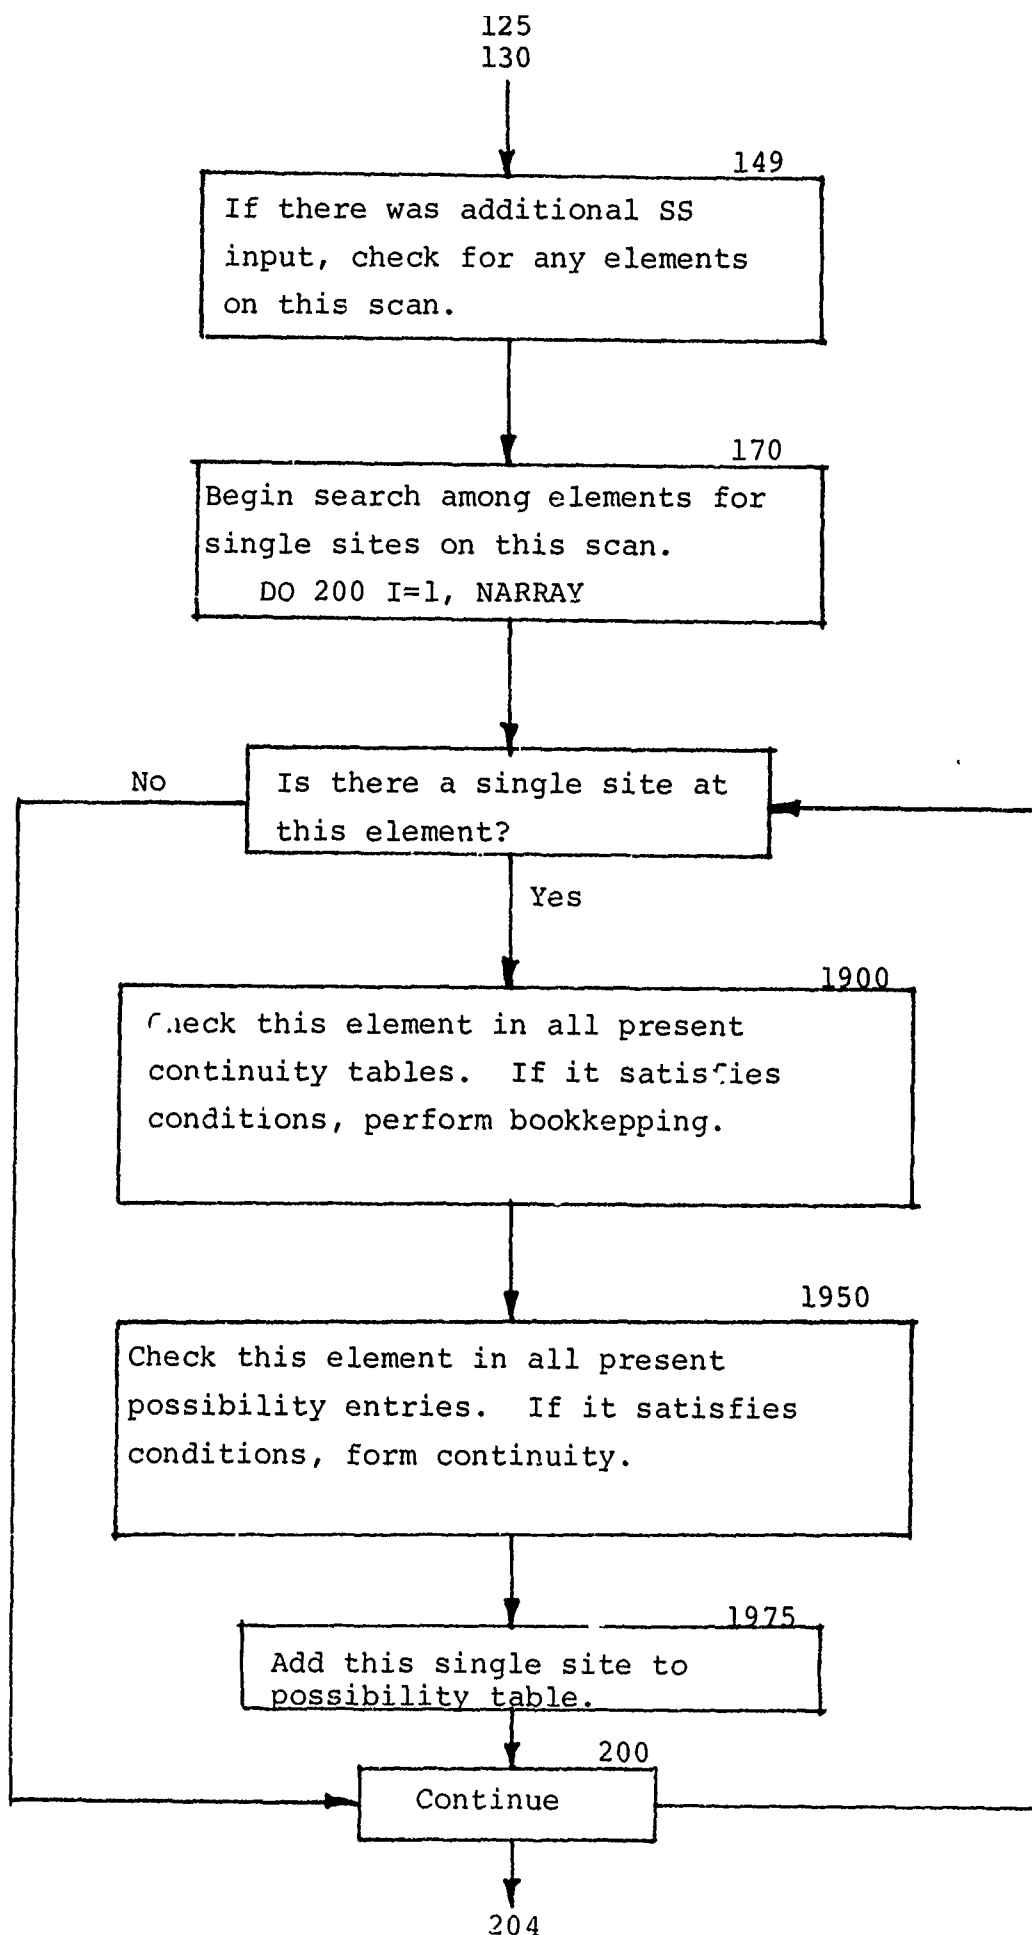 125
130
149
If there was additional SS
input, check for any elements
on this scan.
170
Begin search among elements for
single sites on this scan.
DO 200 I=1, NARRAY
No
Is there a single site at
this element?
Yes
1900
Check this element in all present
continuity tables. If it satisfies
conditions, perform bookkepping.
1950
Check this element in all present
possibility entries. If it satisfies
conditions, form continuity.
1975
Add this single site to
possibility table.
200
Continue
204